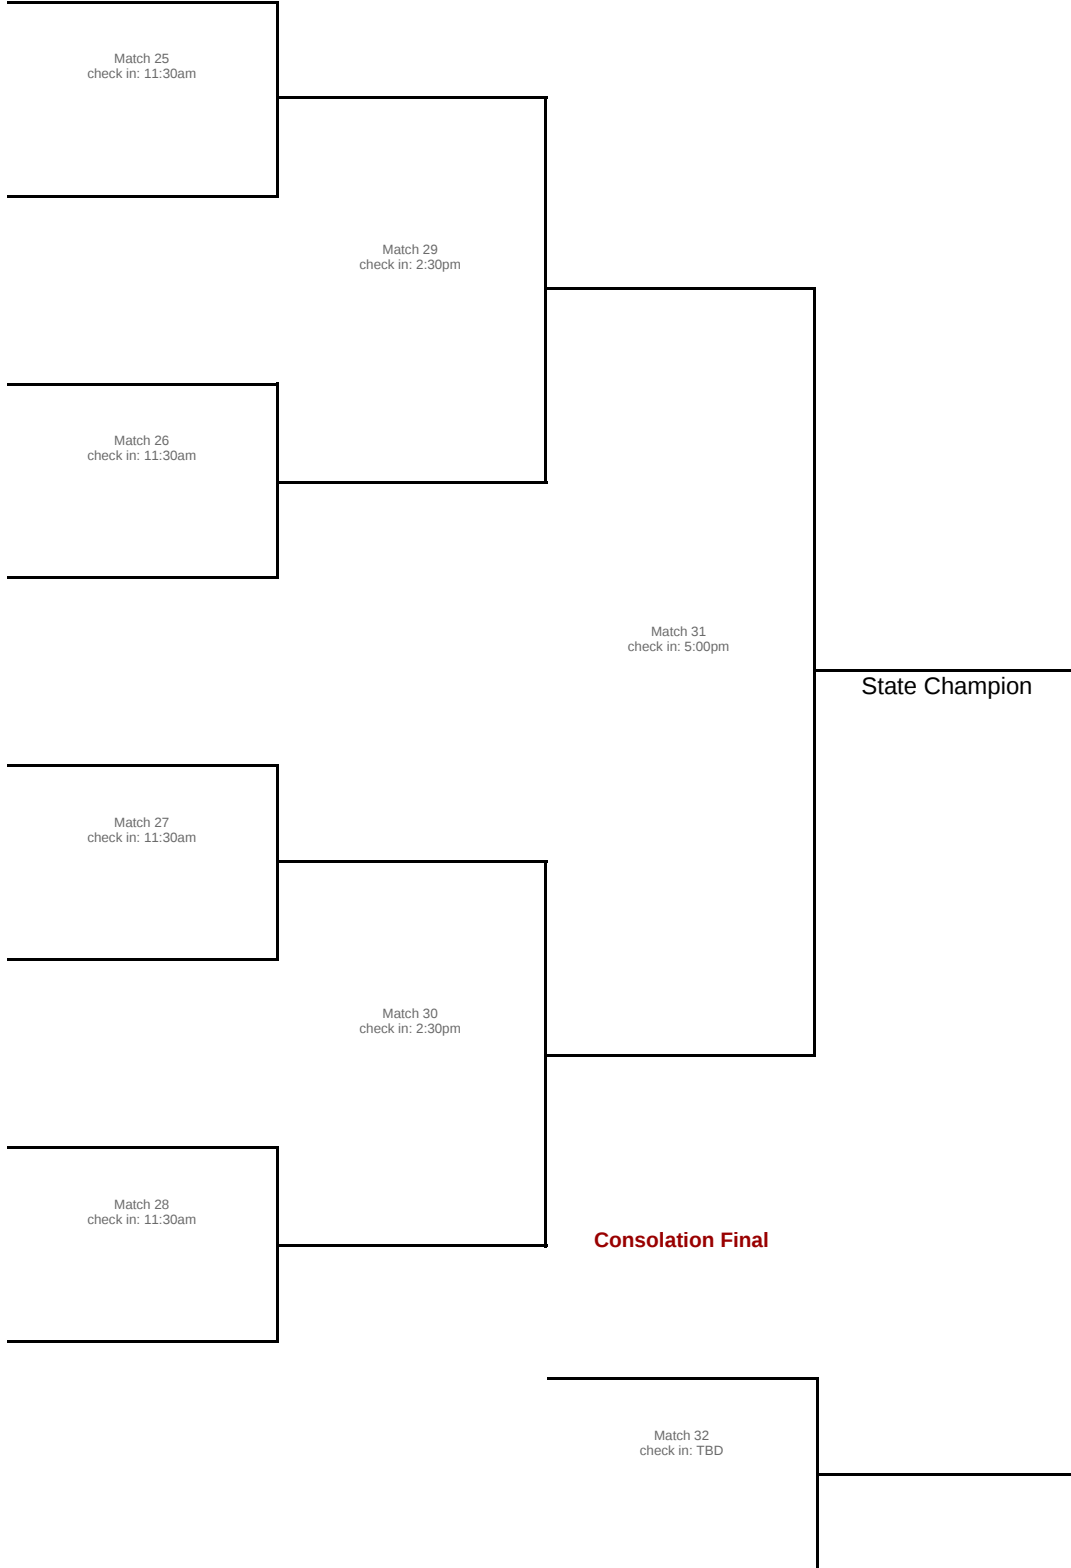 Match 25
check in: 11:30am
Match 29
check in: 2:30pm
Match 26
check in: 11:30am
Match 31
check in: 5:00pm
State Champion
Match 27
check in: 11:30am
Match 30
check in: 2:30pm
Match 28
check in: 11:30am
Consolation Final
Match 32
check in: TBD